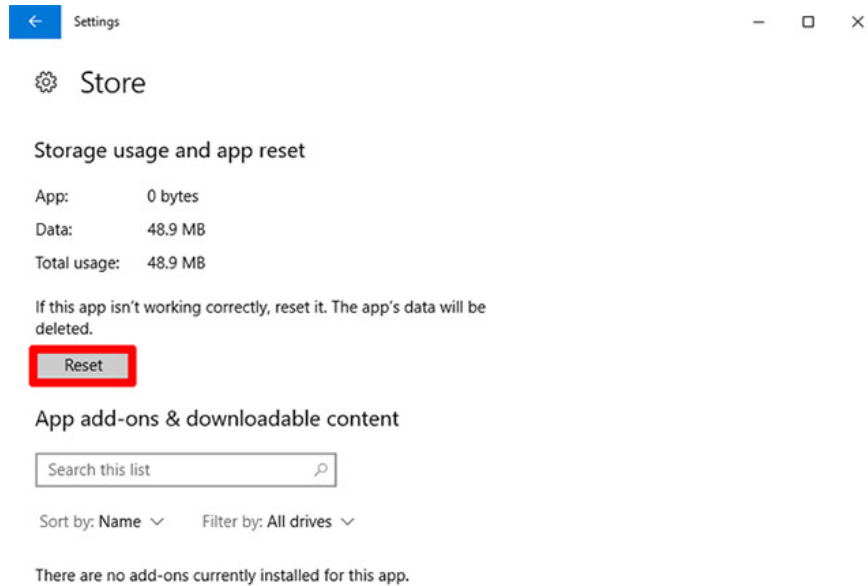 Settings
Store
Storage usage and app reset
App: 0 bytes
Data: 48.9 MB
Total usage: 48.9 MB
If this app isn't working correctly, reset it. The app's data will be
deleted.
Reset
App add-ons & downloadable content
Search this list
Sort by: Name Filter by: All drives
There are no add-ons currently installed for this app.